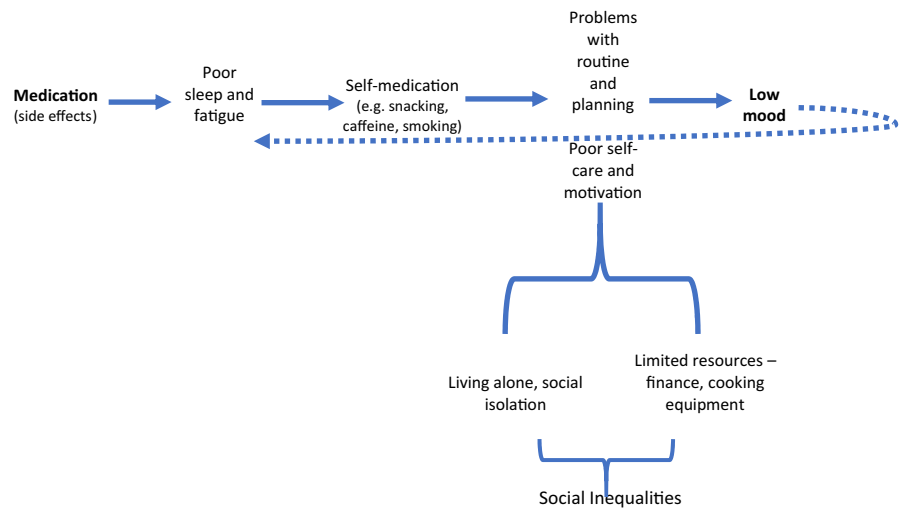 Medication
(side effects)
Poor
sleep and
fatigue
Self-medication
(e.g. snacking,
caffeine, smoking)
Problems
with
routine
and
planning
Low
mood
Poor self-
care and
motivation
Living alone, social
isolation
Limited resources –
finance, cooking
equipment
Social Inequalities